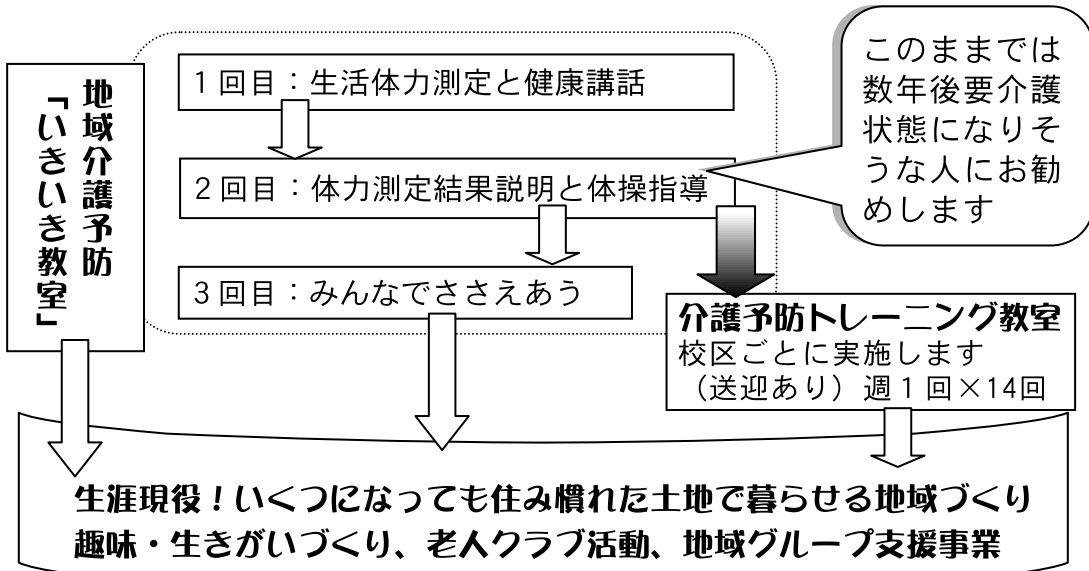 地域介護予防
「いきいき教室」
1回目：生活体力測定と健康講話
2回目：体力測定結果説明と体操指導
3回目：みんなでささえあう
このままでは
数年後要介護
状態になりそ
うな人にお勧
めします
介護予防トレーニング教室
校区ごとに実施します
（送迎あり）週1回×14回
生涯現役！いくつになっても住み慣れた土地で暮らせる地域づくり
趣味・生きがいづくり、老人クラブ活動、地域グループ支援事業